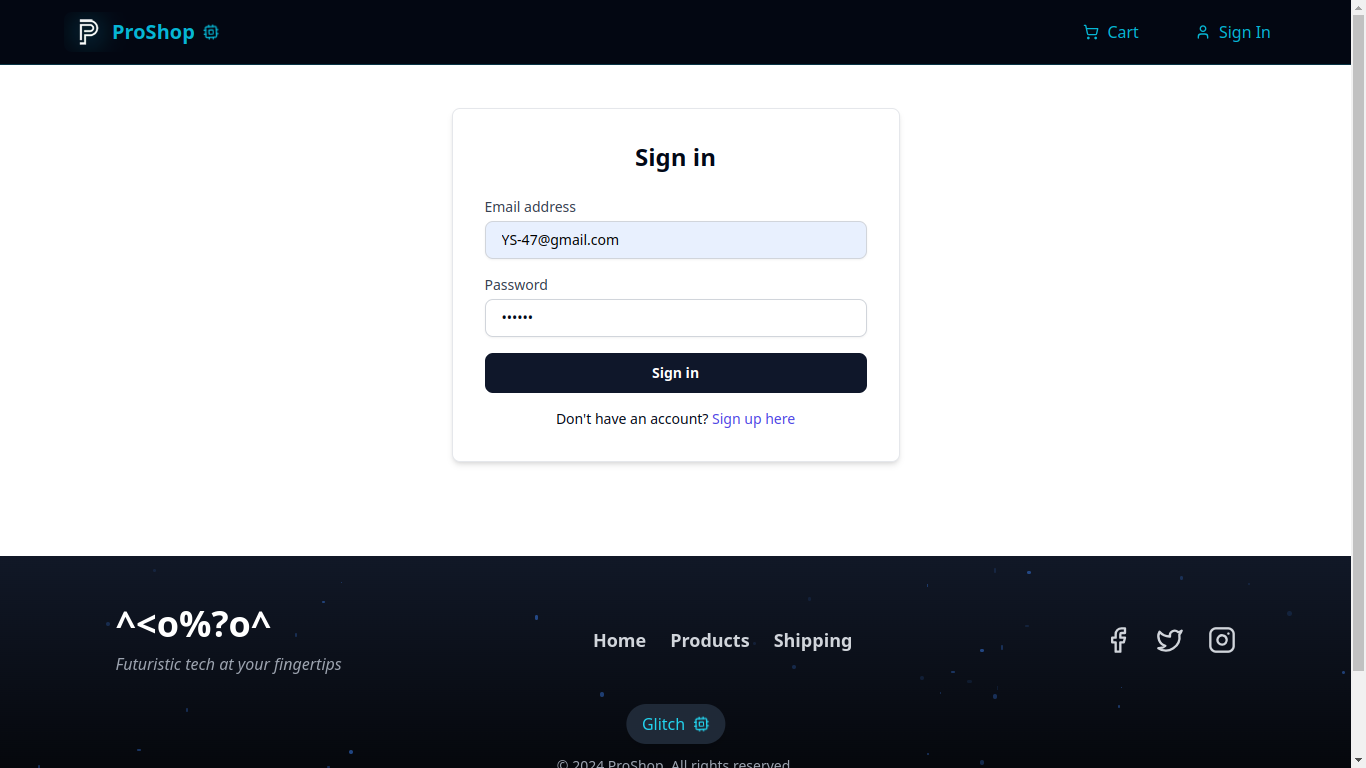 ProShop
Cart
Sign In
Sign in
Email address
YS-47@gmail.com
Password
••••••
Sign in
Don't have an account? Sign up here
^<o%?o^
Futuristic tech at your fingertips
Home
Products
Shipping
Glitch
© 2024 ProShop. All rights reserved